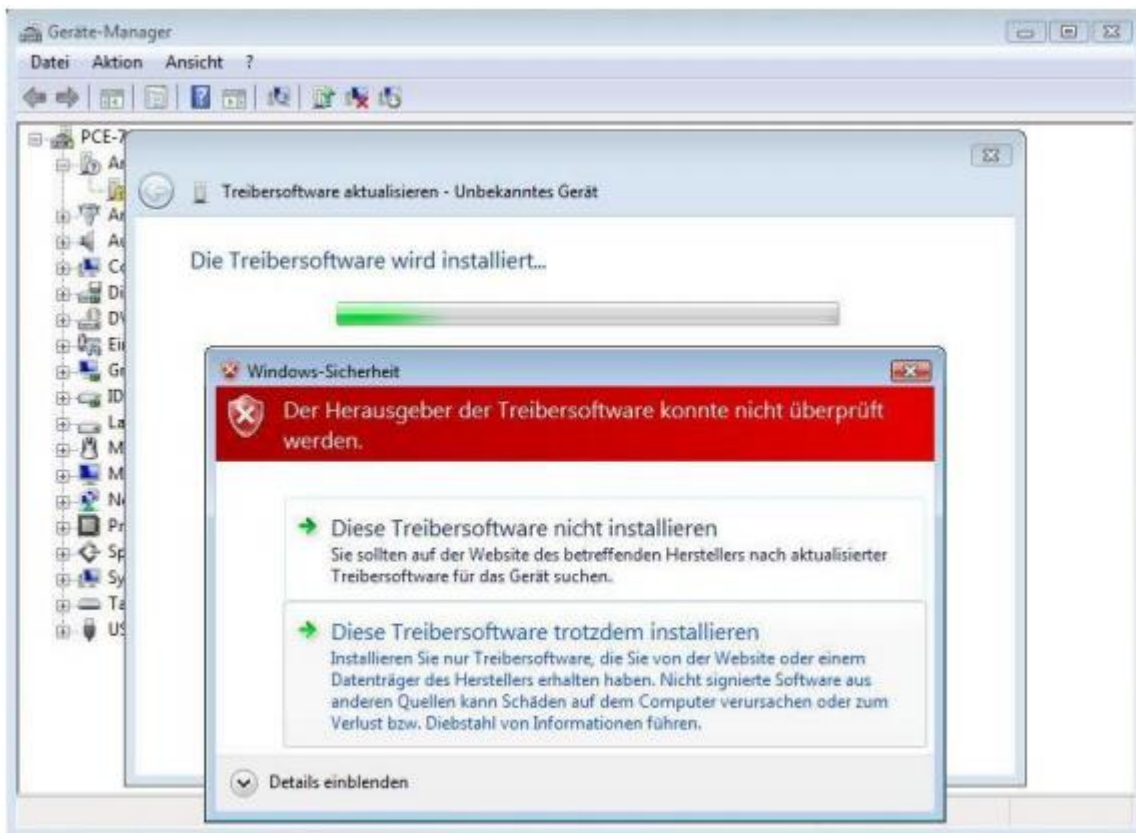 Geräte-Manager
Datei Aktion Ansicht ?
PCE-7
Treibersoftware aktualisieren - Unbekanntes Gerät
Die Treibersoftware wird installiert...
Windows-Sicherheit
Der Herausgeber der Treibersoftware konnte nicht überprüft
werden.
Diese Treibersoftware nicht installieren
Sie sollten auf der Website des betreffenden Herstellers nach aktualisierter
Treibersoftware für das Gerät suchen.
Diese Treibersoftware trotzdem installieren
Installieren Sie nur Treibersoftware, die Sie von der Website oder einem
Datenträger des Herstellers erhalten haben. Nicht signierte Software aus
anderen Quellen kann Schäden auf dem Computer verursachen oder zum
Verlust bzw. Diebstahl von Informationen führen.
Details einblenden